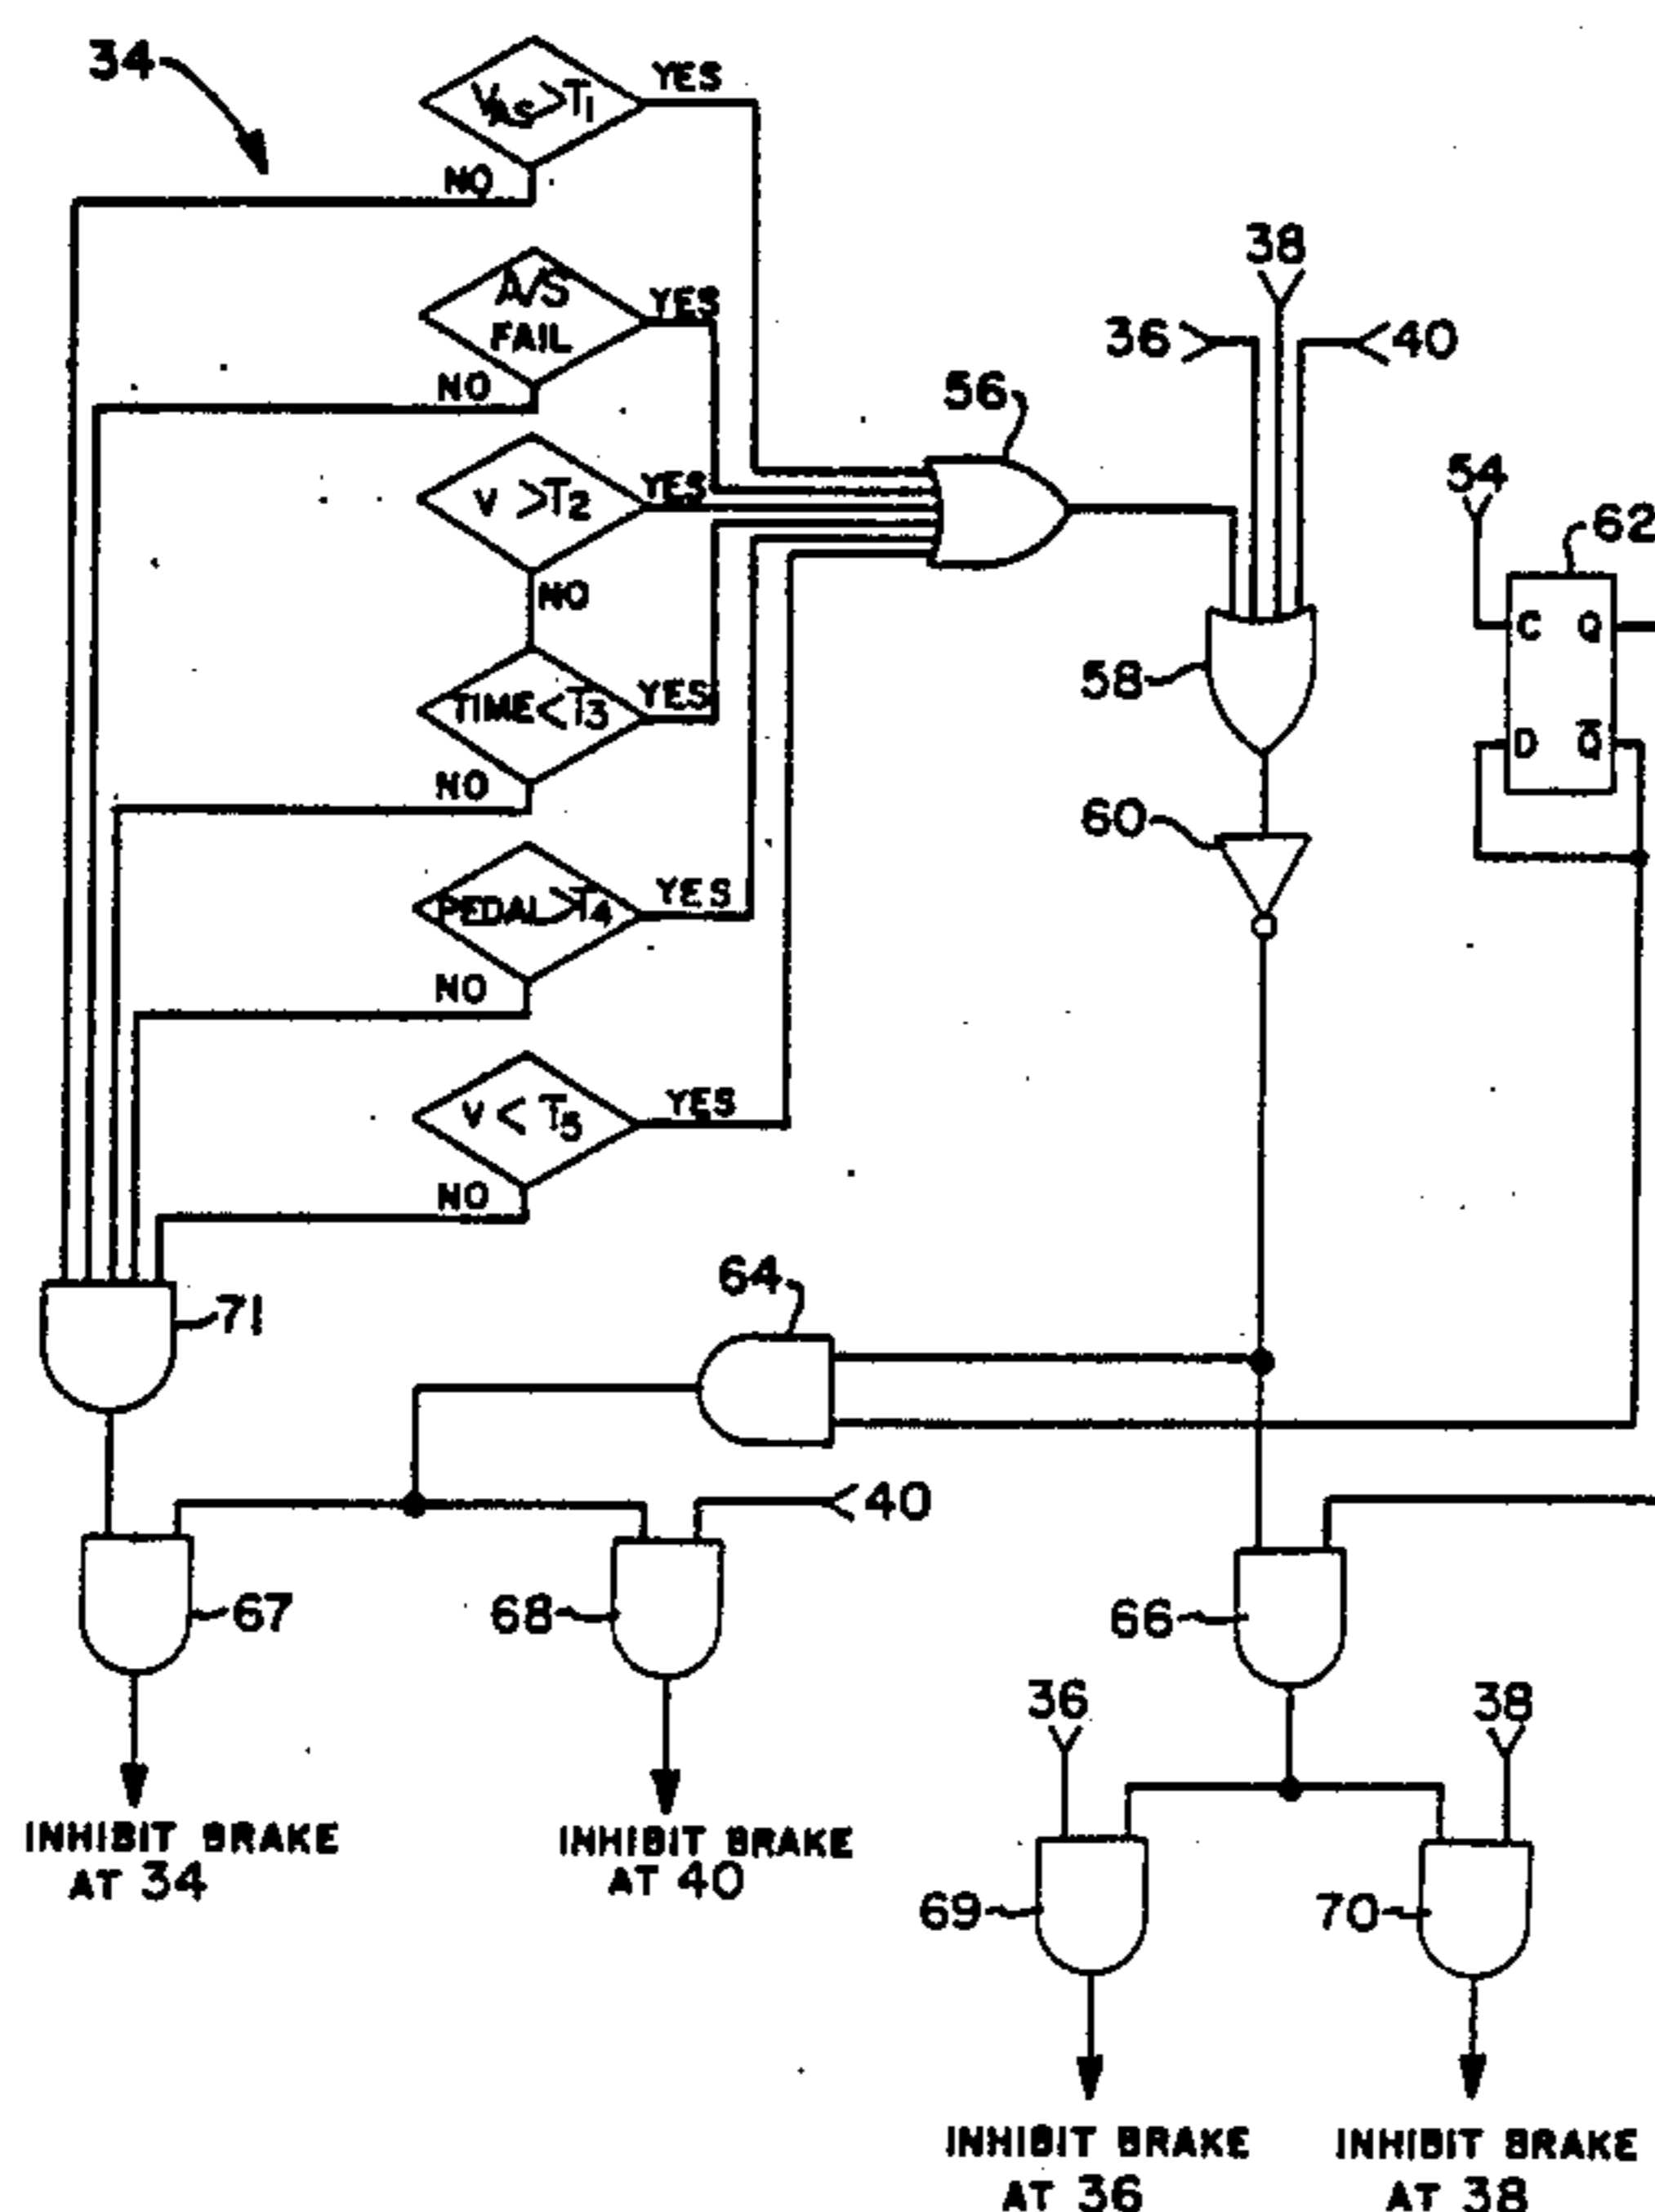 34
V_AS>T1
YES
NO
A/S
FAIL
YES
NO
V >T2
YES
NO
TIME<T3
YES
NO
PEDAL>T4
YES
NO
V < T5
YES
NO
56
36
38
40
54
62
C Q
D Q̅
58
60
71
64
40
67
68
66
36
38
69
70
INHIBIT BRAKE
AT 34
INHIBIT BRAKE
AT 40
INHIBIT BRAKE
AT 36
INHIBIT BRAKE
AT 38